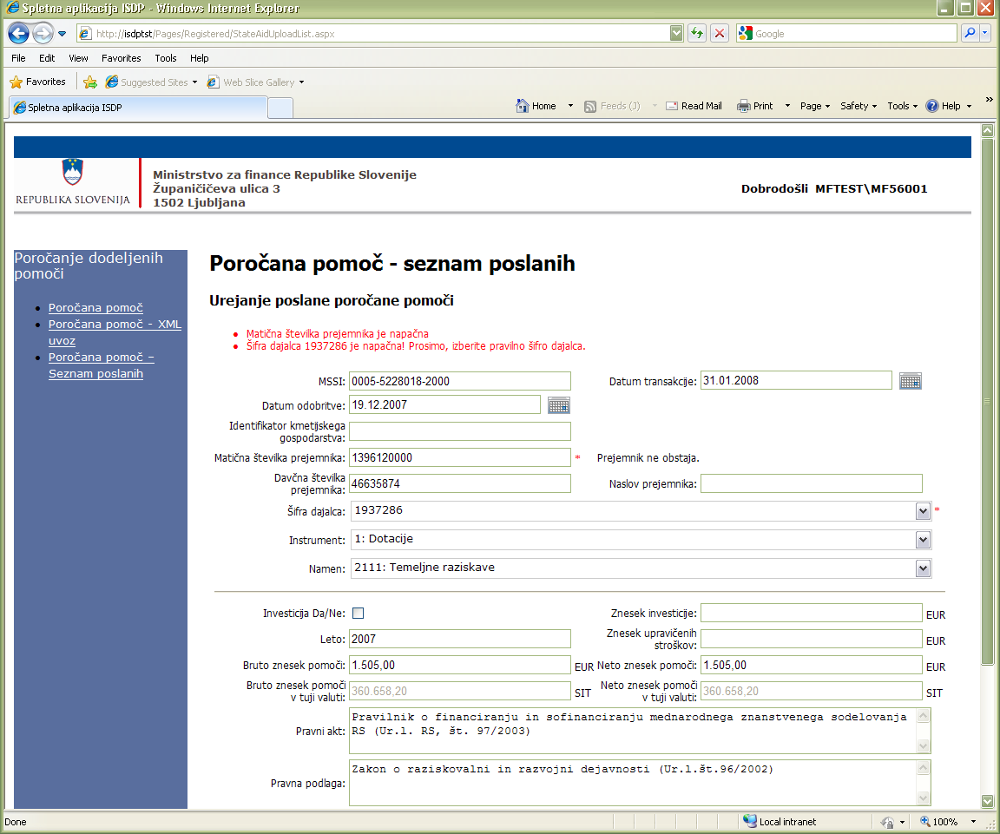 Spletna aplikacija ISDP - Windows Internet Explorer
http://isdptst/Pages/Registered/StateAidUploadList.aspx
Google
File Edit View Favorites Tools Help
Favorites Suggested Sites Web Slice Gallery
Spletna aplikacija ISDP
Home Feeds (J) Read Mail Print Page Safety Tools Help »
REPUBLIKA SLOVENIJA
Ministrstvo za finance Republike Slovenije
Župančičeva ulica 3
1502 Ljubljana
Dobrodošli MFTEST\MF56001
Poročanje dodeljenih
pomoči
Poročana pomoč
Poročana pomoč - XML
uvoz
Poročana pomoč –
Seznam poslanih
Poročana pomoč - seznam poslanih
Urejanje poslane poročane pomoči
Matična številka prejemnika je napačna
Šifra dajalca 1937286 je napačna! Prosimo, izberite pravilno šifro dajalca.
MSSI: 0005-5228018-2000 Datum transakcije: 31.01.2008
Datum odobritve: 19.12.2007
Identifikator kmetijskega
gospodarstva:
Matična številka prejemnika: 1396120000 * Prejemnik ne obstaja.
Davčna številka
prejemnika: 46635874 Naslov prejemnika:
Šifra dajalca: 1937286 *
Instrument: 1: Dotacije
Namen: 2111: Temeljne raziskave
Investicija Da/Ne: Znesek investicije: EUR
Leto: 2007 Znesek upravičenih
stroškov: EUR
Bruto znesek pomoči: 1.505,00 EUR Neto znesek pomoči: 1.505,00 EUR
Bruto znesek pomoči
v tuji valuti: 360.658,20 SIT Neto znesek pomoči
v tuji valuti: 360.658,20 SIT
Pravni akt: Pravilnik o financiranju in sofinanciranju mednarodnega znanstvenega sodelovanja
RS (Ur.l. RS, št. 97/2003)
Pravna podlaga: Zakon o raziskovalni in razvojni dejavnosti (Ur.l.št.96/2002)
Done Local intranet 100%